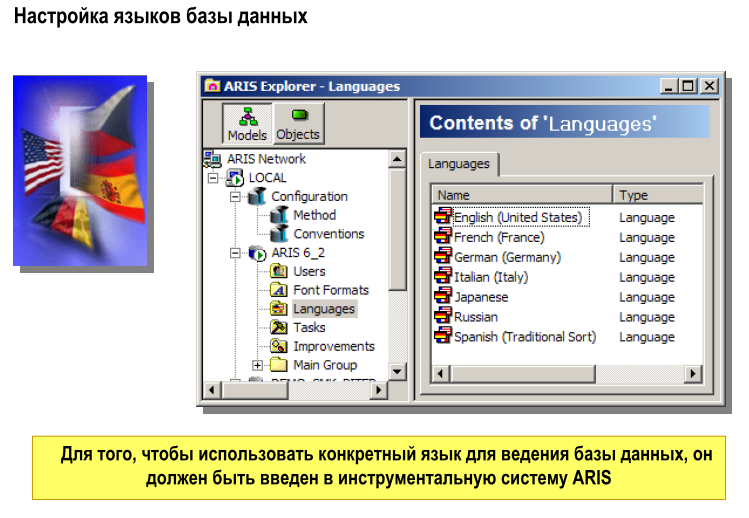 Настройка языков базы данных
ARIS Explorer - Languages
Models Objects
Contents of 'Languages'
ARIS Network
LOCAL
Configuration
Method
Conventions
ARIS 6_2
Users
Font Formats
Languages
Tasks
Improvements
Main Group
Languages
Name Type
English (United States) Language
French (France) Language
German (Germany) Language
Italian (Italy) Language
Japanese Language
Russian Language
Spanish (Traditional Sort) Language
Для того, чтобы использовать конкретный язык для ведения базы данных, он
должен быть введен в инструментальную систему ARIS